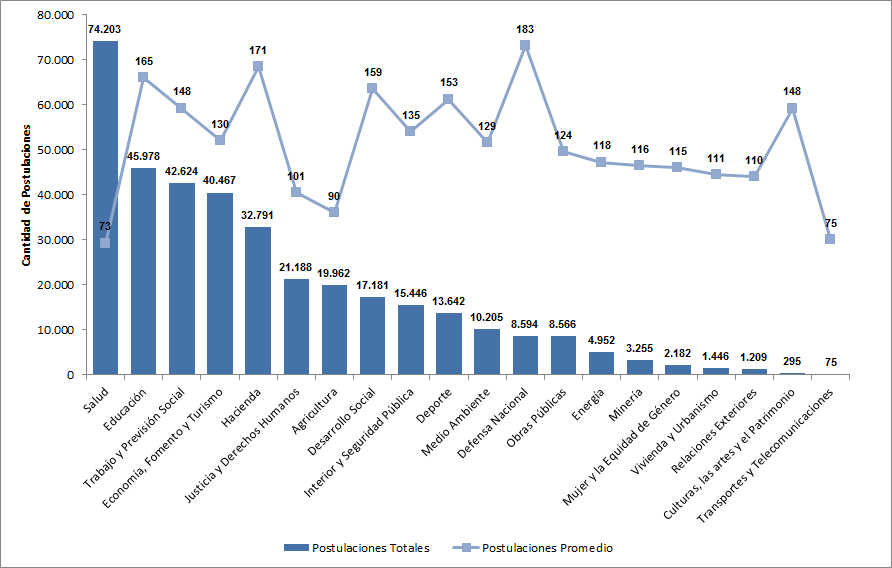 80.000
70.000
60.000
50.000
40.000
30.000
20.000
10.000
0
Cantidad de Postulaciones
74.203
45.978
42.624
40.467
32.791
21.188
19.962
17.181
15.446
13.642
10.205
8.594
8.566
4.952
3.255
2.182
1.446
1.209
295
75
73
165
148
130
171
101
90
159
135
153
129
183
124
118
116
115
111
110
148
75
Salud
Educación
Trabajo y Previsión Social
Economía, Fomento y Turismo
Hacienda
Justicia y Derechos Humanos
Agricultura
Desarrollo Social
Interior y Seguridad Pública
Deporte
Medio Ambiente
Defensa Nacional
Obras Públicas
Energía
Minería
Mujer y la Equidad de Género
Vivienda y Urbanismo
Relaciones Exteriores
Culturas, las artes y el Patrimonio
Transportes y Telecomunicaciones
Postulaciones Totales
Postulaciones Promedio